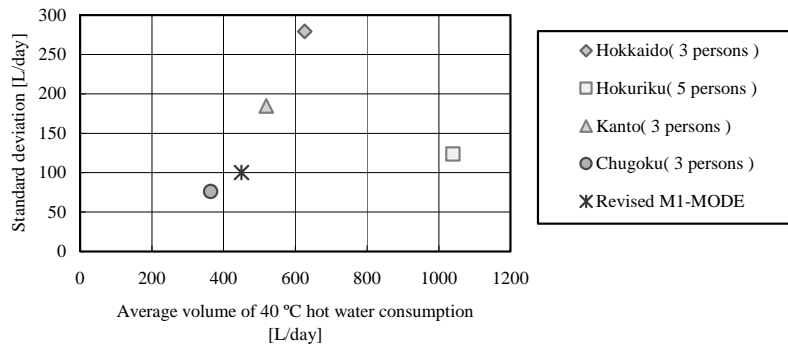 Standard deviation [L/day]
300
250
200
150
100
50
0
0 200 400 600 800 1000 1200
Average volume of 40 ºC hot water consumption
[L/day]
Hokkaido( 3 persons )
Hokuriku( 5 persons )
Kanto( 3 persons )
Chugoku( 3 persons )
Revised M1-MODE